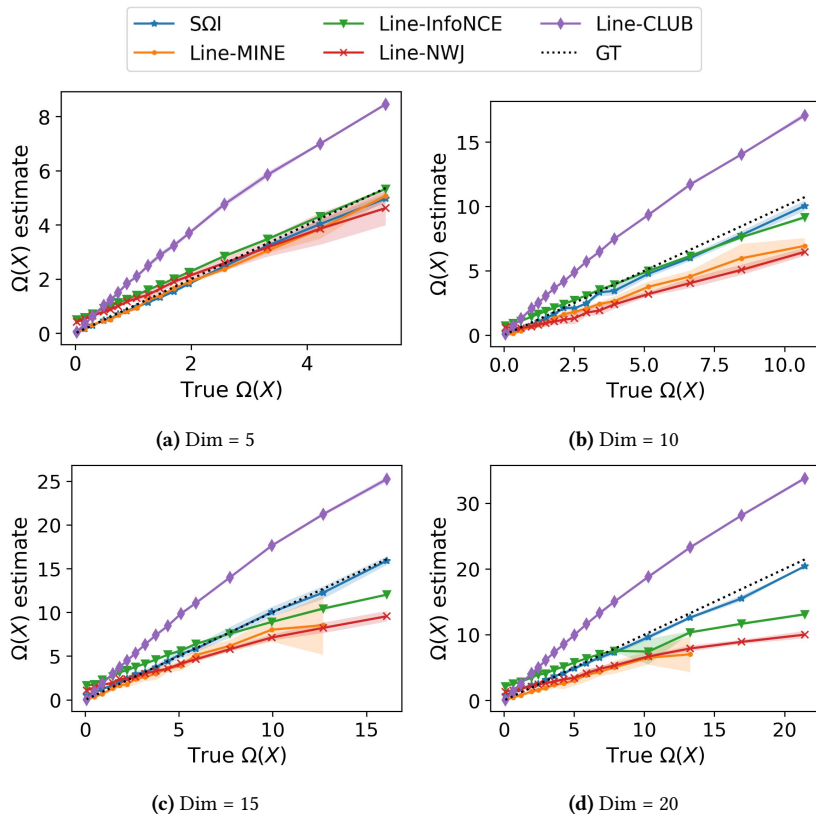 SΩI
Line-MINE
Line-InfoNCE
Line-NWJ
Line-CLUB
GT
8
6
4
2
0
Ω(X) estimate
0 2 4
True Ω(X)
(a) Dim = 5
15
10
5
0
Ω(X) estimate
0.0 2.5 5.0 7.5 10.0
True Ω(X)
(b) Dim = 10
25
20
15
10
5
0
Ω(X) estimate
0 5 10 15
True Ω(X)
(c) Dim = 15
30
20
10
0
Ω(X) estimate
0 5 10 15 20
True Ω(X)
(d) Dim = 20